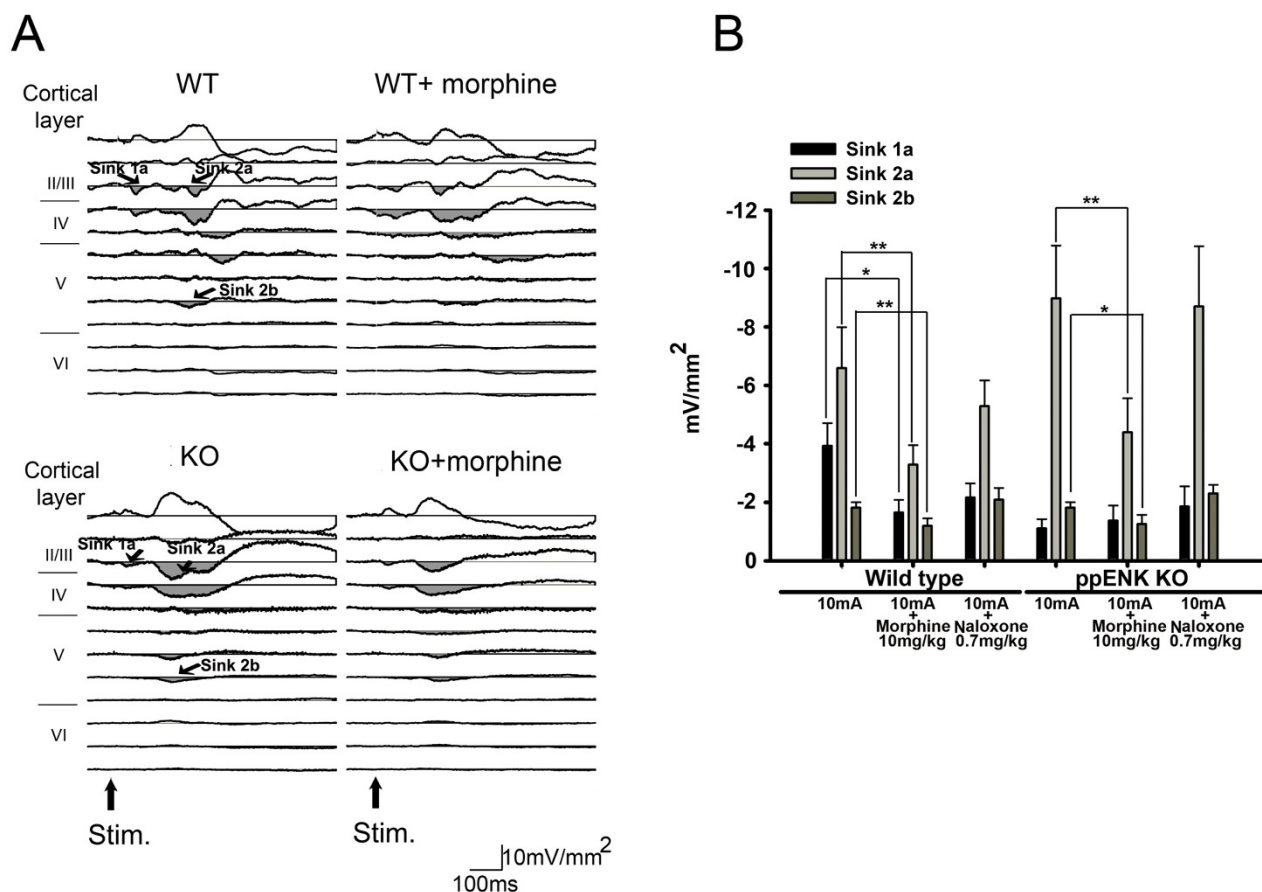 A
WT
WT+ morphine
Cortical
layer
Sink 1a
Sink 2a
II/III
IV
V
Sink 2b
VI
KO
KO+morphine
Cortical
layer
Sink 1a
Sink 2a
II/III
IV
V
Sink 2b
VI
Stim.
Stim.
10mV/mm2
100ms
B
Sink 1a
Sink 2a
Sink 2b
-12
-10
-8
-6
-4
-2
0
mV/mm2
**
*
**
**
*
Wild type
ppENK KO
10mA
10mA
+
Morphine
10mg/kg
10mA
+
Naloxone
0.7mg/kg
10mA
10mA
+
Morphine
10mg/kg
10mA
+
Naloxone
0.7mg/kg